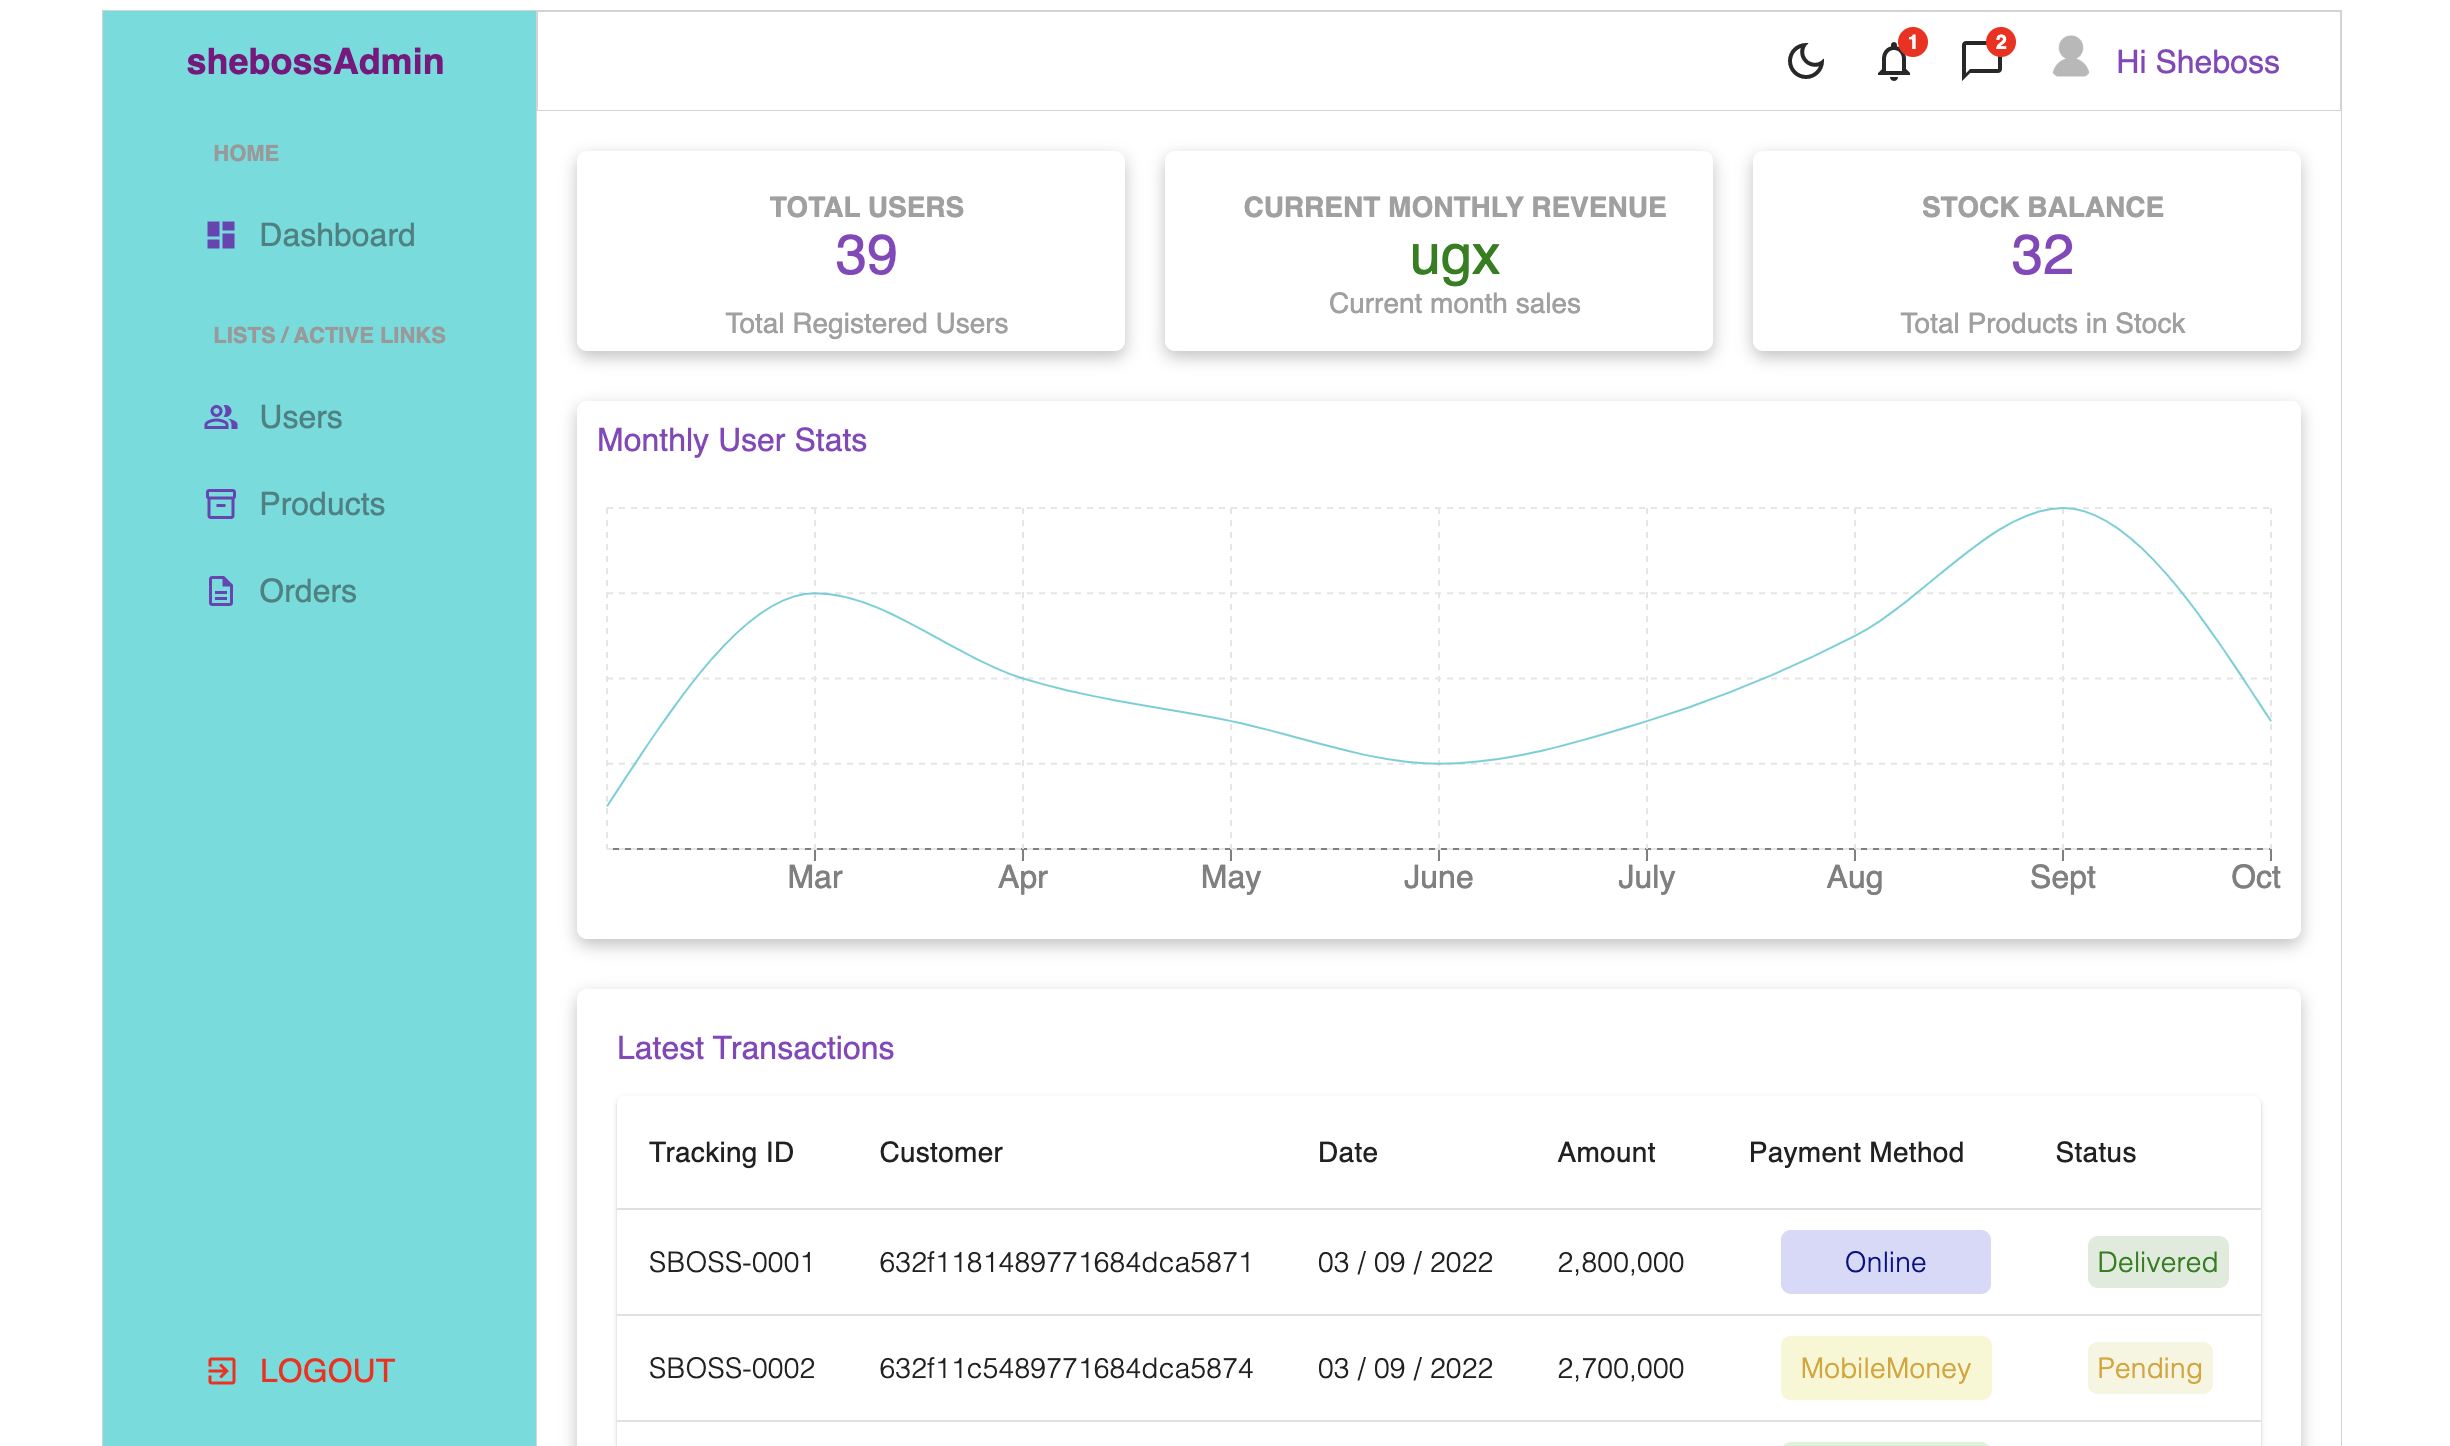 shebossAdmin
1
2
Hi Sheboss
HOME
Dashboard
LISTS / ACTIVE LINKS
Users
Products
Orders
LOGOUT
TOTAL USERS
39
Total Registered Users
CURRENT MONTHLY REVENUE
ugx
Current month sales
STOCK BALANCE
32
Total Products in Stock
Monthly User Stats
Mar Apr May June July Aug Sept Oct
Latest Transactions
Tracking ID Customer Date Amount Payment Method Status
SBOSS-0001 632f1181489771684dca5871 03 / 09 / 2022 2,800,000 Online Delivered
SBOSS-0002 632f11c5489771684dca5874 03 / 09 / 2022 2,700,000 MobileMoney Pending